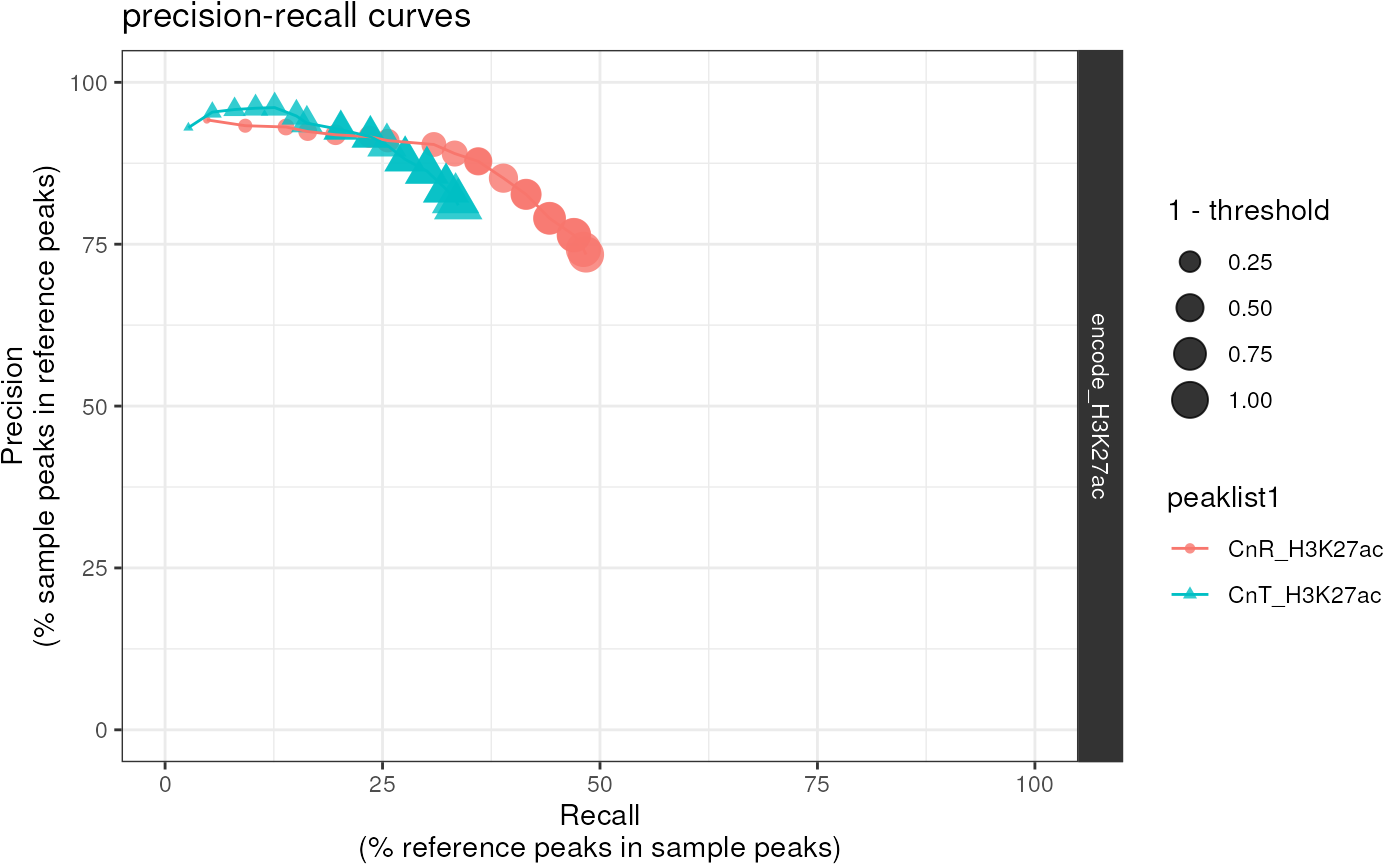 precision-recall curves
Precision
(% sample peaks in reference peaks)
100
75
50
25
0
0
25
50
75
100
Recall
(% reference peaks in sample peaks)
encode_H3K27ac
1 - threshold
0.25
0.50
0.75
1.00
peaklist1
CnR_H3K27ac
CnT_H3K27ac